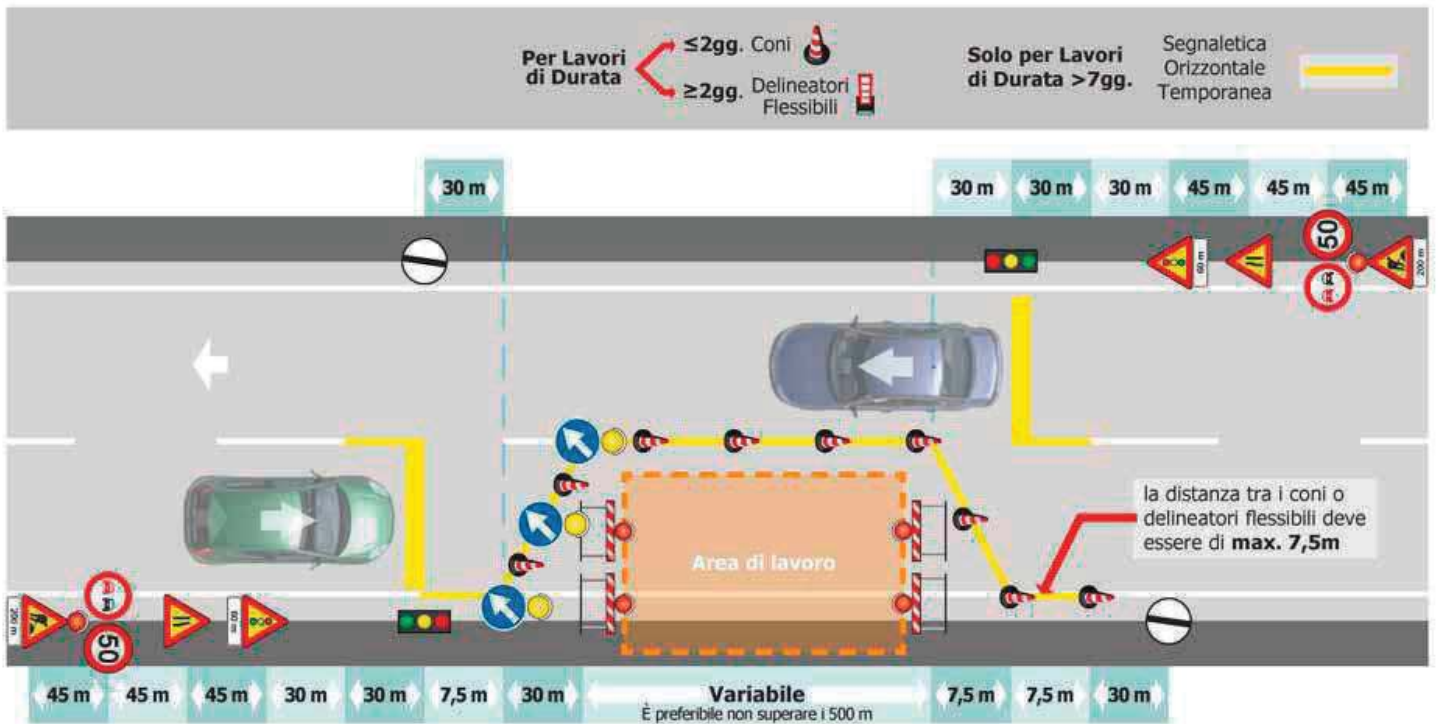 Per Lavori
di Durata
≤2gg. Coni
≥2gg. Delineatori
Flessibili
Solo per Lavori
di Durata >7gg.
Segnaletica
Orizzontale
Temporanea
30 m
30 m
30 m
30 m
45 m
45 m
45 m
60 m
50
200 m
la distanza tra i coni o
delineatori flessibili deve
essere di max. 7,5m
Area di lavoro
200 m
50
60 m
45 m
45 m
45 m
30 m
30 m
7,5 m
30 m
Variabile
È preferibile non superare i 500 m
7,5 m
7,5 m
30 m